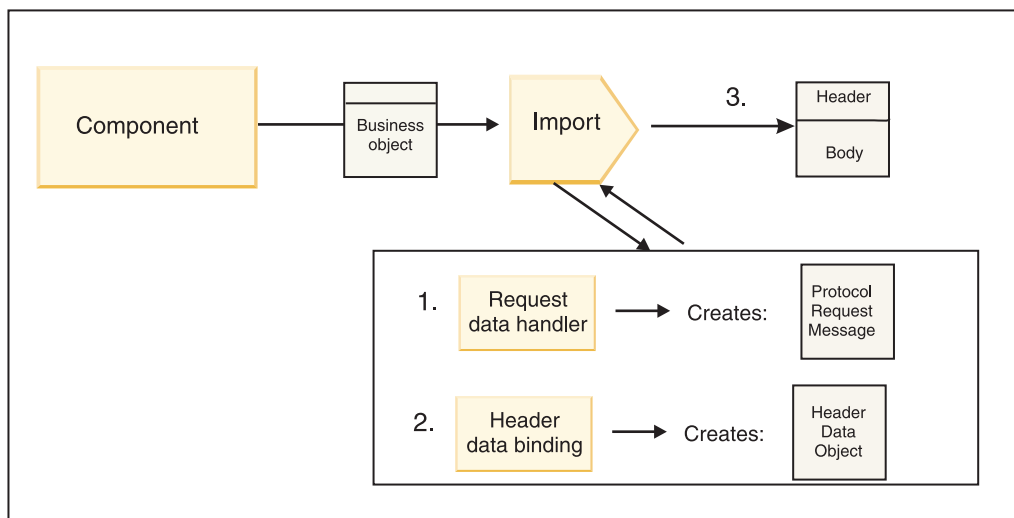 Component
Business
object
Import
3.
Header
Body
1.
Request
data handler
Creates:
Protocol
Request
Message
2.
Header
data binding
Creates:
Header
Data
Object